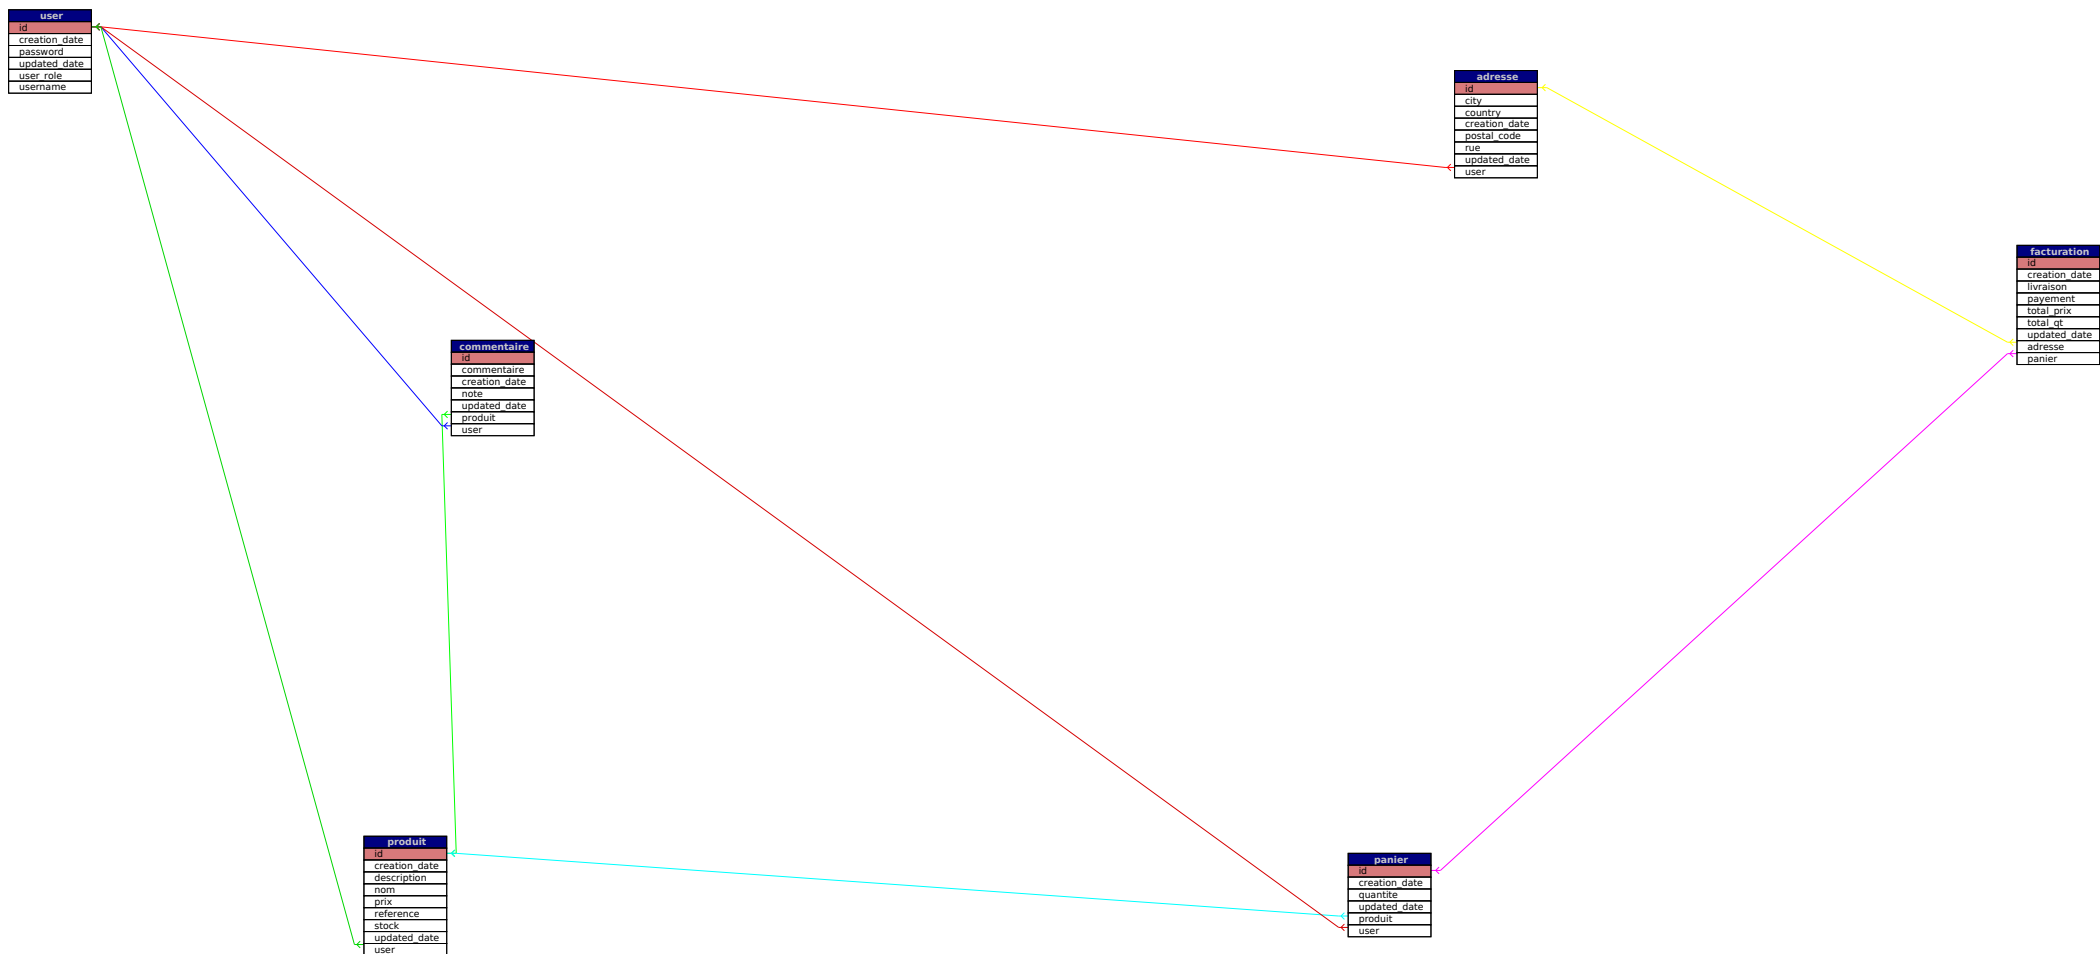 user
id
creation_date
password
updated_date
user_role
username
adresse
id
city
country
creation_date
postal_code
rue
updated_date
user
facturation
id
creation_date
livraison
payement
total_prix
total_qt
updated_date
adresse
panier
commentaire
id
commentaire
creation_date
note
updated_date
produit
user
produit
id
creation_date
description
nom
prix
reference
stock
updated_date
user
panier
id
creation_date
quantite
updated_date
produit
user